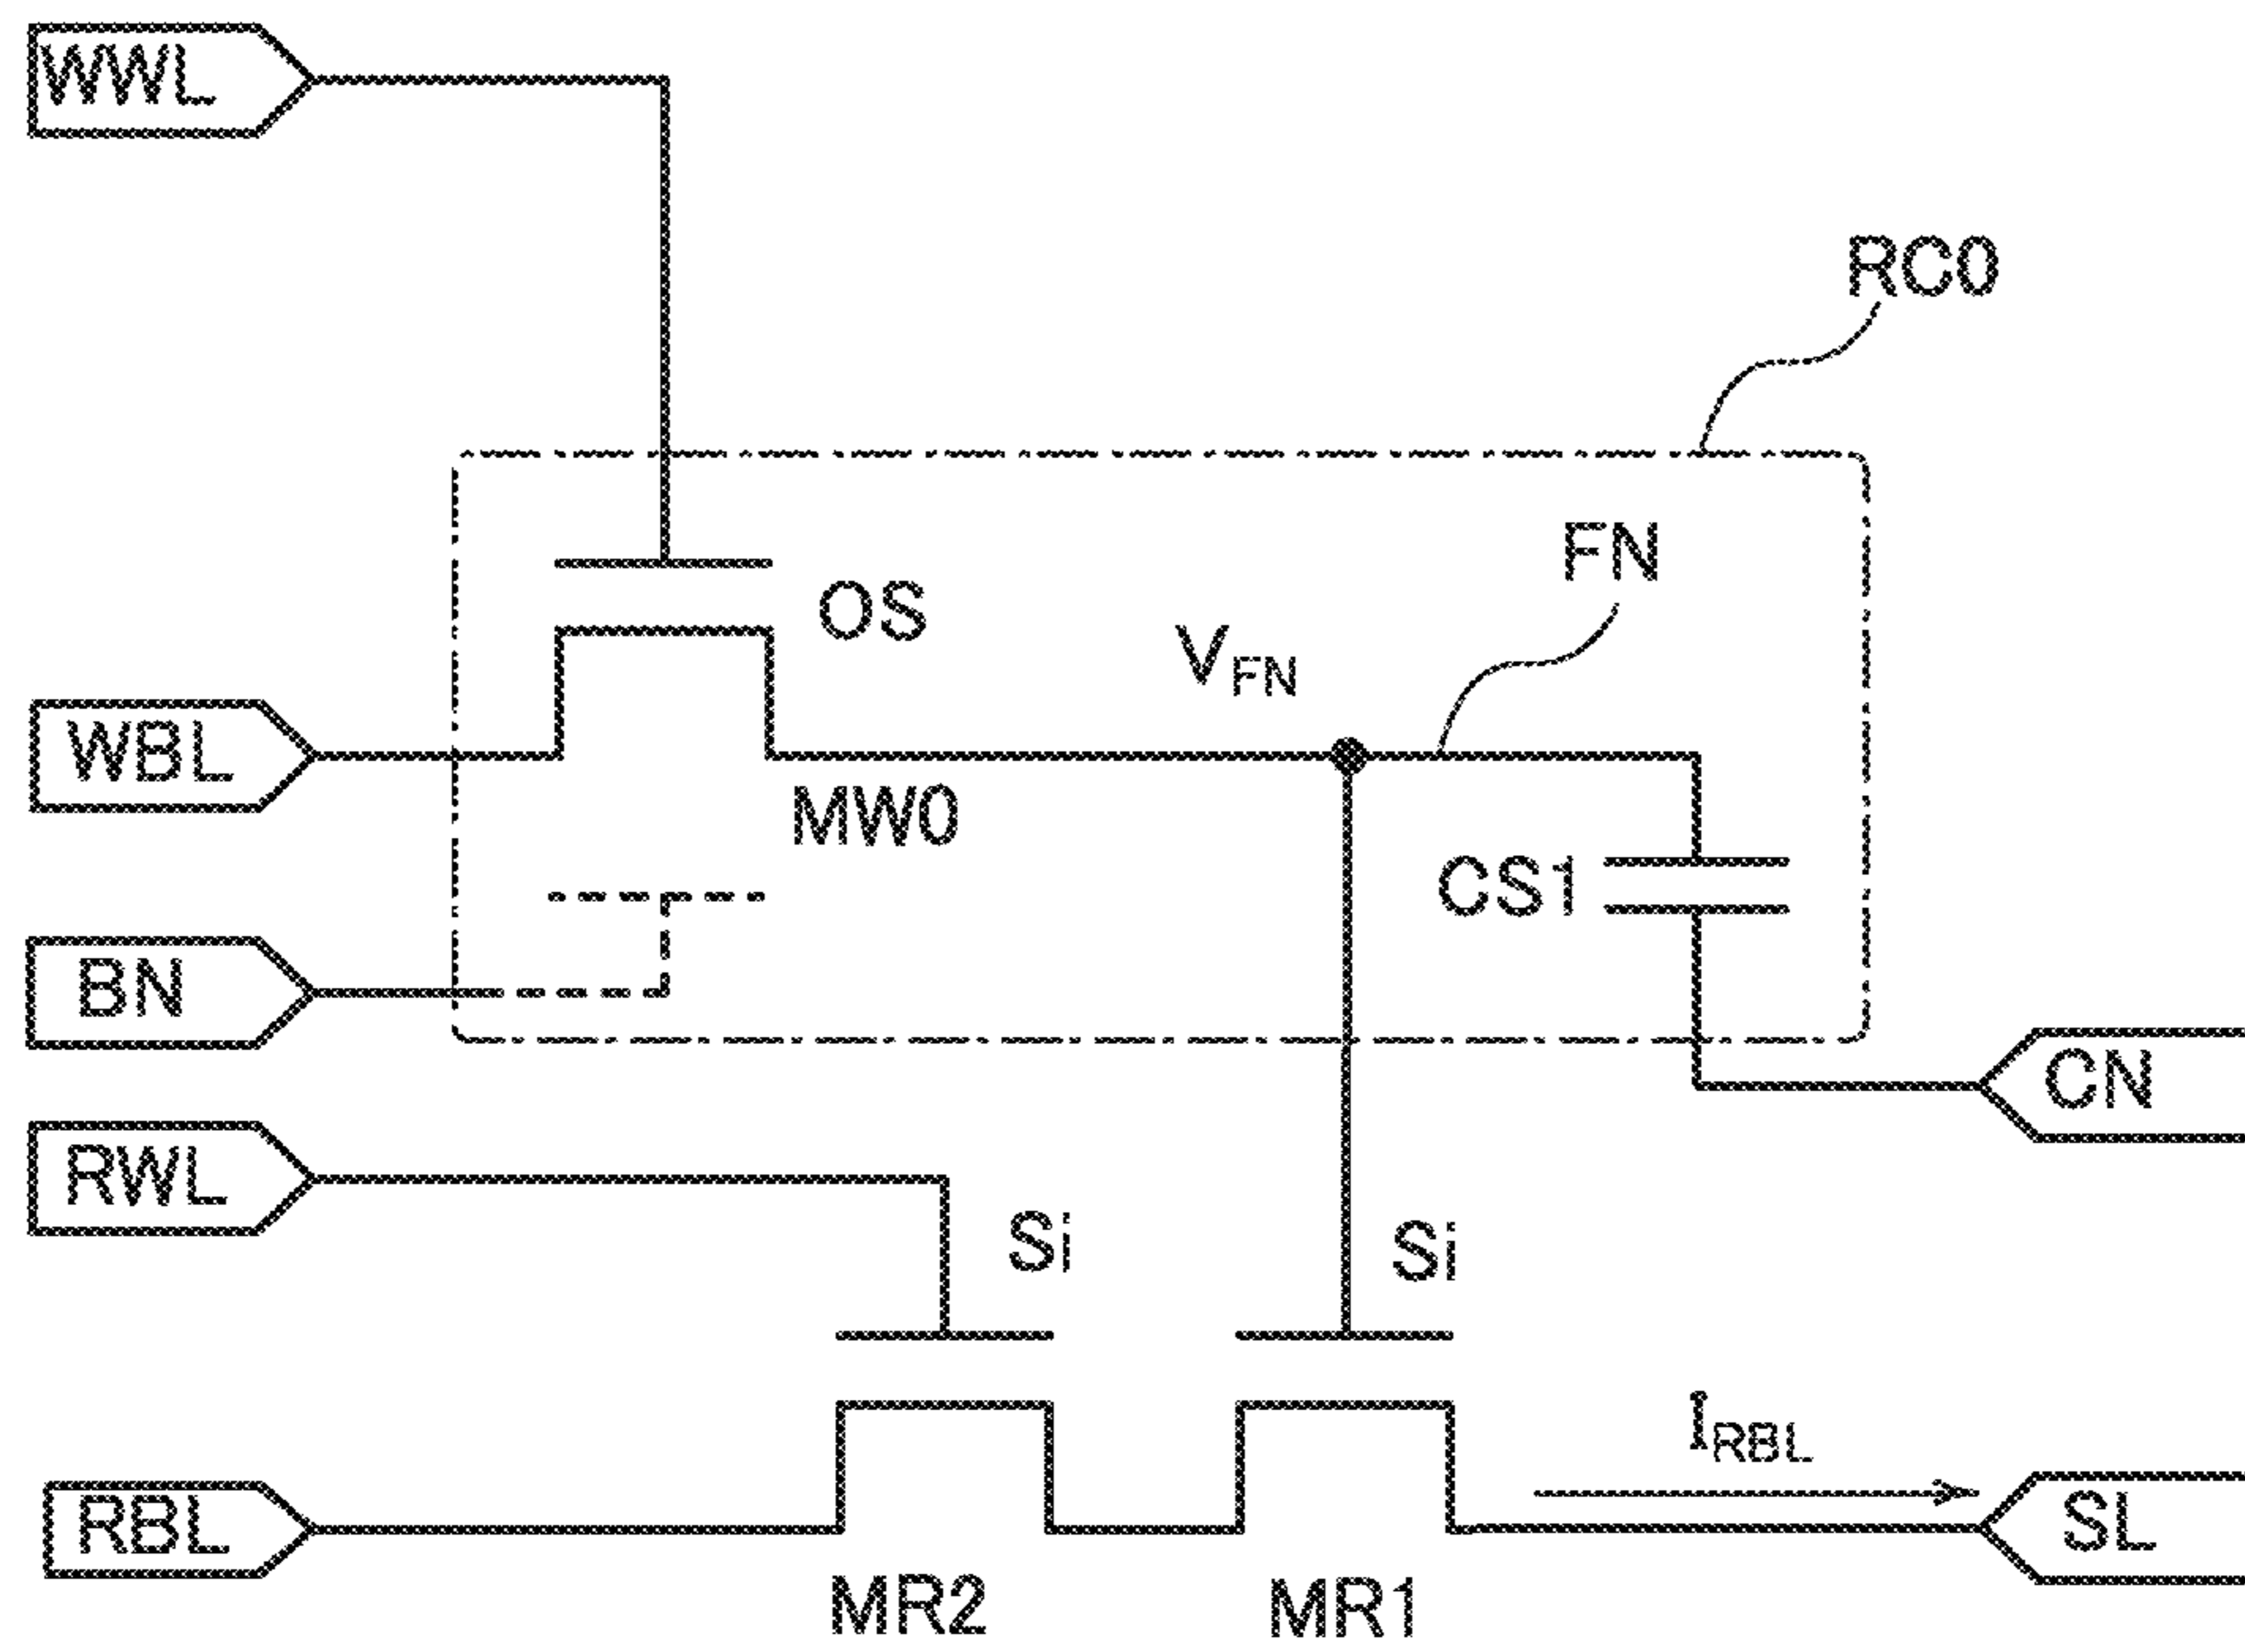 WWL
RC0
FN
OS
VFN
WBL
MW0
CS1
BN
CN
RWL
Si
Si
IRBL
RBL
SL
MR2
MR1